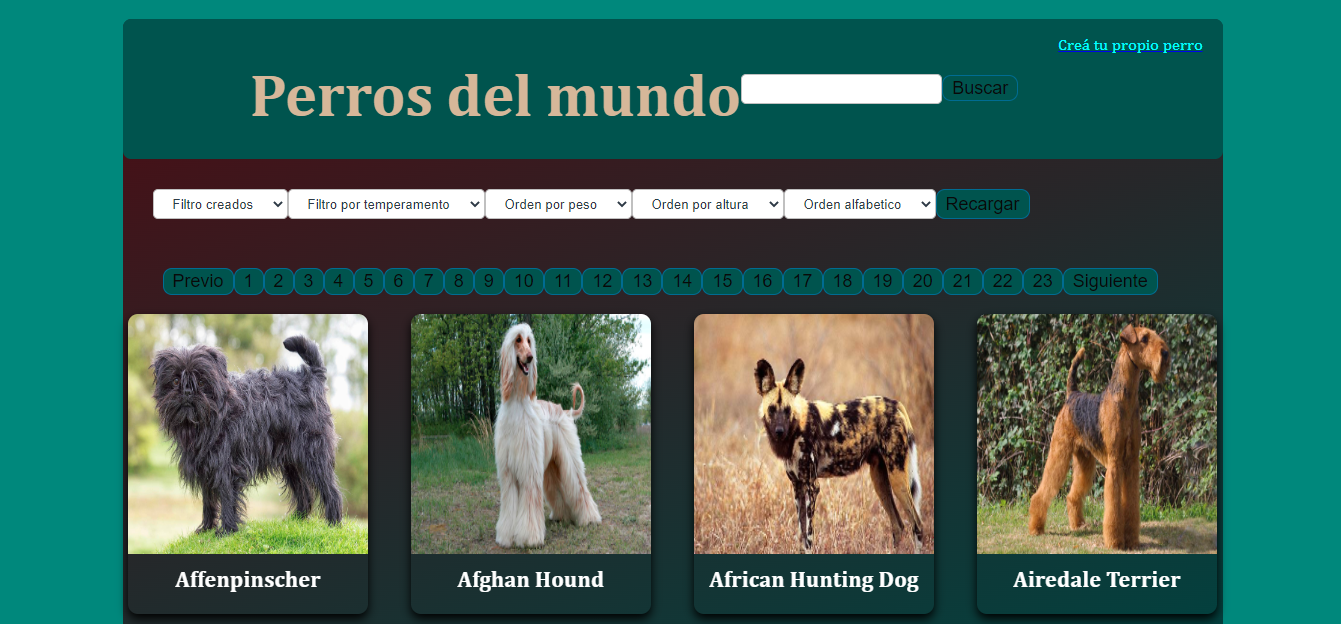 Creá tu propio perro
Perros del mundo Buscar
Filtro creados Filtro por temperamento Orden por peso Orden por altura Orden alfabetico Recargar
Previo 1 2 3 4 5 6 7 8 9 10 11 12 13 14 15 16 17 18 19 20 21 22 23 Siguiente
Affenpinscher Afghan Hound African Hunting Dog Airedale Terrier